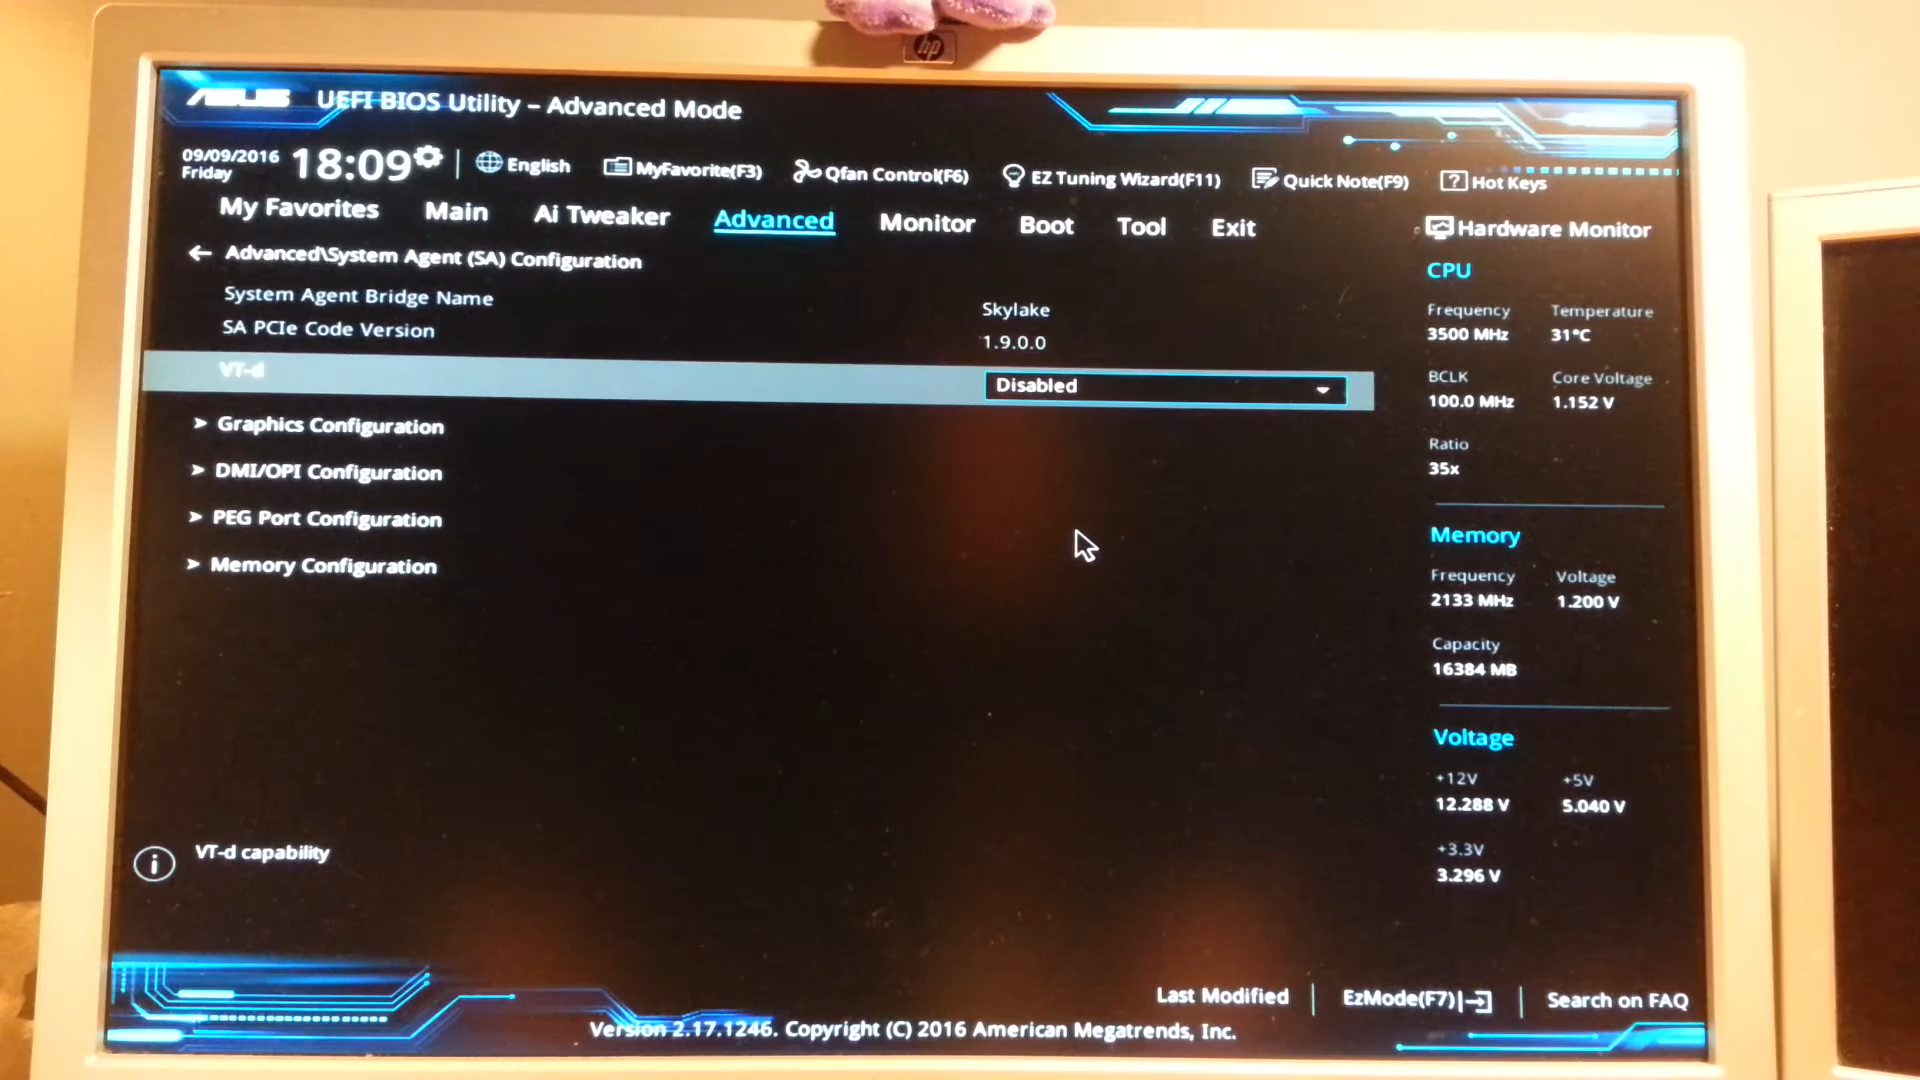 hp
ASUS UEFI BIOS Utility – Advanced Mode
09/09/2016
Friday
18:09
English
MyFavorite(F3)
Qfan Control(F6)
EZ Tuning Wizard(F11)
Quick Note(F9)
? Hot Keys
My Favorites Main Ai Tweaker Advanced Monitor Boot Tool Exit
Hardware Monitor
← Advanced\System Agent (SA) Configuration
System Agent Bridge Name Skylake
SA PCIe Code Version 1.9.0.0
VT-d Disabled
> Graphics Configuration
> DMI/OPI Configuration
> PEG Port Configuration
> Memory Configuration
CPU
Frequency Temperature
3500 MHz 31°C
BCLK Core Voltage
100.0 MHz 1.152 V
Ratio
35x
Memory
Frequency Voltage
2133 MHz 1.200 V
Capacity
16384 MB
Voltage
+12V +5V
12.288 V 5.040 V
+3.3V
3.296 V
i VT-d capability
Last Modified
EzMode(F7)
Search on FAQ
Version 2.17.1246. Copyright (C) 2016 American Megatrends, Inc.